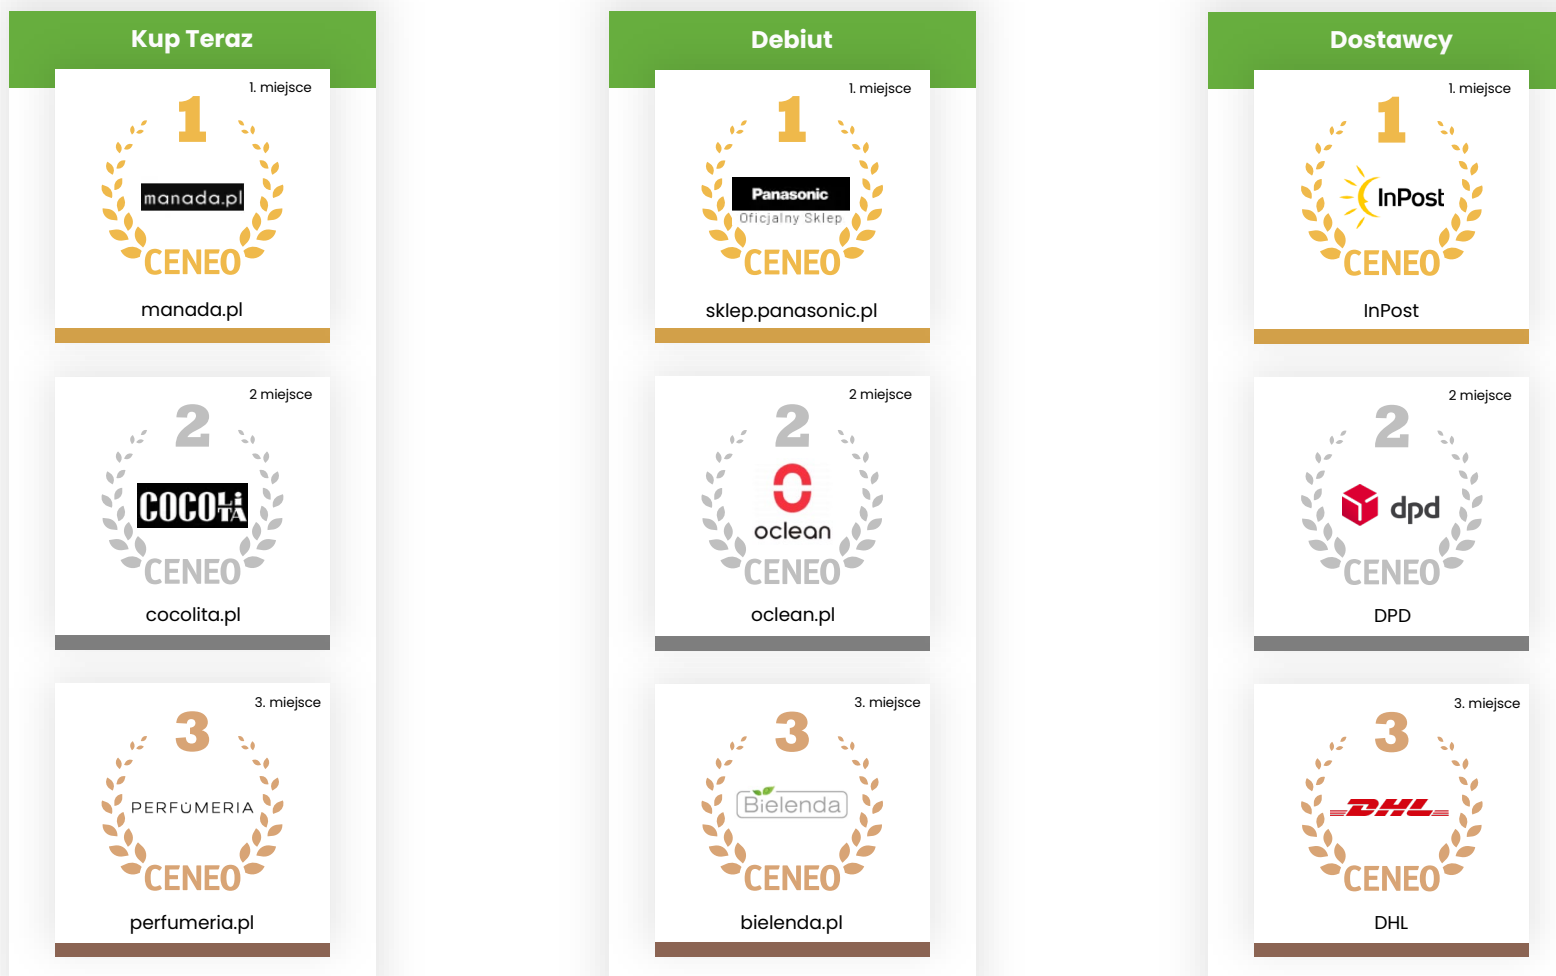 Kup Teraz
1. miejsce
1
manada.pl
CENEO
manada.pl
2 miejsce
2
COCOLiTA
CENEO
cocolita.pl
3. miejsce
3
PERFUMERIA
CENEO
perfumeria.pl
Debiut
1. miejsce
1
Panasonic
Oficjalny Sklep
CENEO
sklep.panasonic.pl
2 miejsce
2
oclean
CENEO
oclean.pl
3. miejsce
3
Bielenda
CENEO
bielenda.pl
Dostawcy
1. miejsce
1
InPost
CENEO
InPost
2 miejsce
2
dpd
CENEO
DPD
3. miejsce
3
DHL
CENEO
DHL